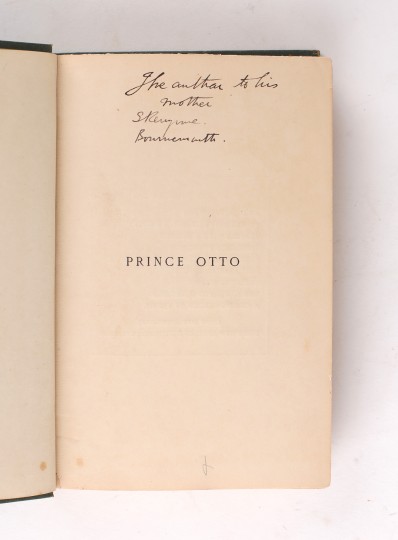 The author to his
mother
Skerryvore.
Bournemouth.
PRINCE OTTO